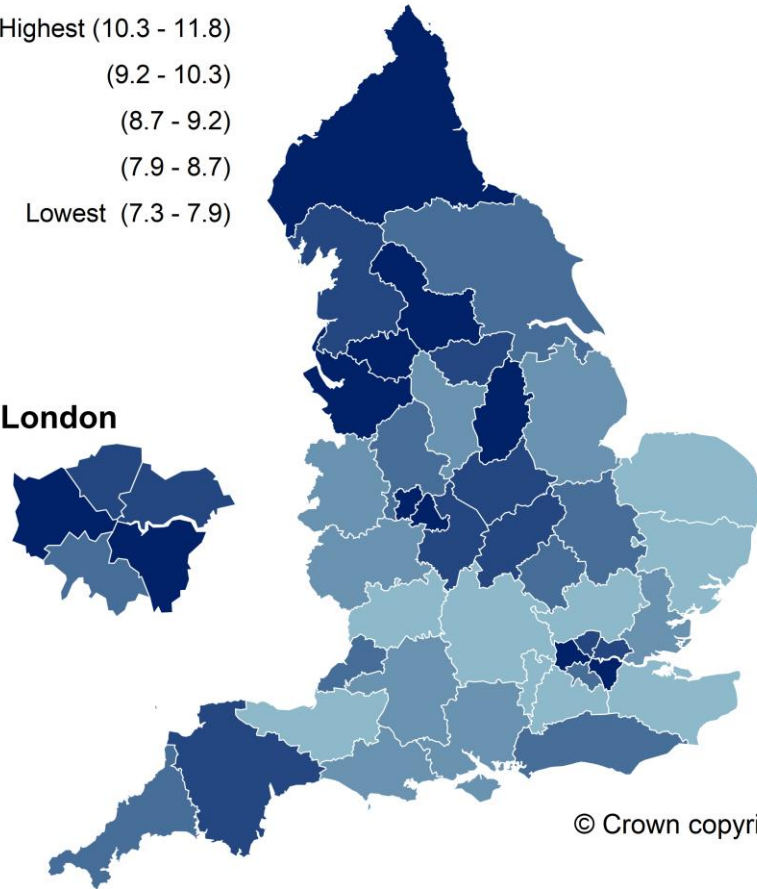 Highest (10.3 - 11.8)
(9.2 - 10.3)
(8.7 - 9.2)
(7.9 - 8.7)
Lowest (7.3 - 7.9)
London
© Crown copyri